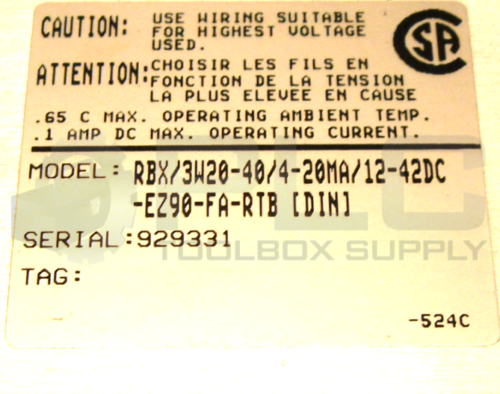 CAUTION: USE WIRING SUITABLE
FOR HIGHEST VOLTAGE
USED.
ATTENTION: CHOISIR LES FILS EN
FONCTION DE LA TENSION
LA PLUS ELEVEE EN CAUSE
CSA
.65 C MAX. OPERATING AMBIENT TEMP.
.1 AMP DC MAX. OPERATING CURRENT.
MODEL: RBX/3W20-40/4-20MA/12-42DC
-EZ90-FA-RTB [DIN]
SERIAL:929331
TAG:
-524C
PLC
TOOLBOX SUPPLY